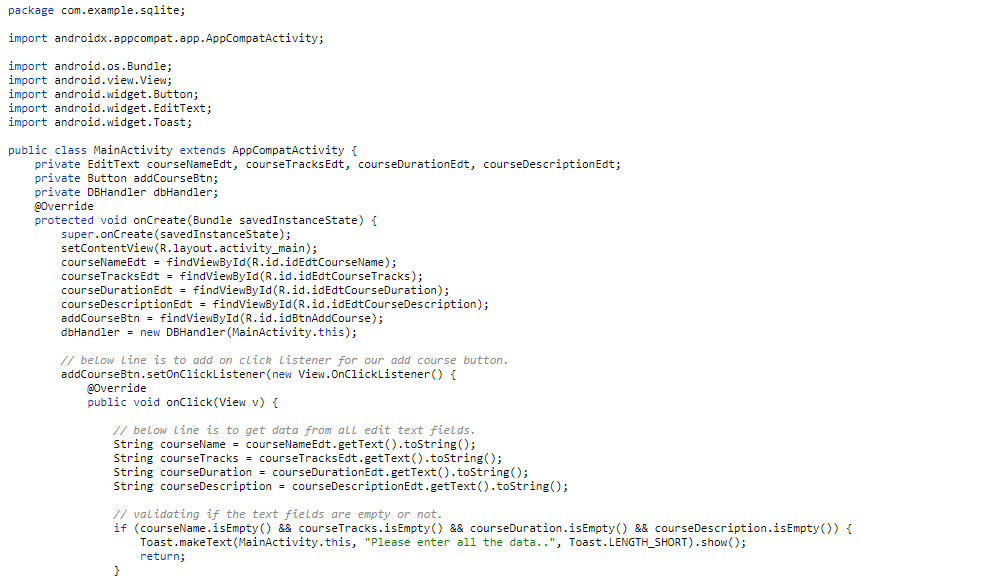 package com.example.sqlite;
import androidx.appcompat.app.AppCompatActivity;
import android.os.Bundle;
import android.view.View;
import android.widget.Button;
import android.widget.EditText;
import android.widget.Toast;
public class MainActivity extends AppCompatActivity {
private EditText courseNameEdt, courseTracksEdt, courseDurationEdt, courseDescriptionEdt;
private Button addCourseBtn;
private DBHandler dbHandler;
@Override
protected void onCreate(Bundle savedInstanceState) {
super.onCreate(savedInstanceState);
setContentView(R.layout.activity_main);
courseNameEdt = findViewById(R.id.idEdtCourseName);
courseTracksEdt = findViewById(R.id.idEdtCourseTracks);
courseDurationEdt = findViewById(R.id.idEdtCourseDuration);
courseDescriptionEdt = findViewById(R.id.idEdtCourseDescription);
addCourseBtn = findViewById(R.id.idBtnAddCourse);
dbHandler = new DBHandler(MainActivity.this);
// below line is to add on click listener for our add course button.
addCourseBtn.setOnClickListener(new View.OnClickListener() {
@Override
public void onClick(View v) {
// below line is to get data from all edit text fields.
String courseName = courseNameEdt.getText().toString();
String courseTracks = courseTracksEdt.getText().toString();
String courseDuration = courseDurationEdt.getText().toString();
String courseDescription = courseDescriptionEdt.getText().toString();
// validating if the text fields are empty or not.
if (courseName.isEmpty() && courseTracks.isEmpty() && courseDuration.isEmpty() && courseDescription.isEmpty()) {
Toast.makeText(MainActivity.this, "Please enter all the data..", Toast.LENGTH_SHORT).show();
return;
}